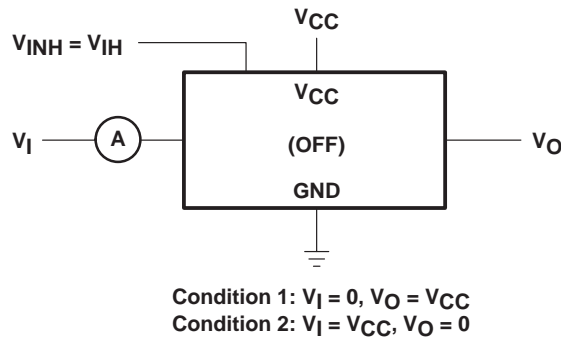 VCC
VINH = VIH
VCC
VI
A
(OFF)
VO
GND
Condition 1: VI = 0, VO = VCC
Condition 2: VI = VCC, VO = 0